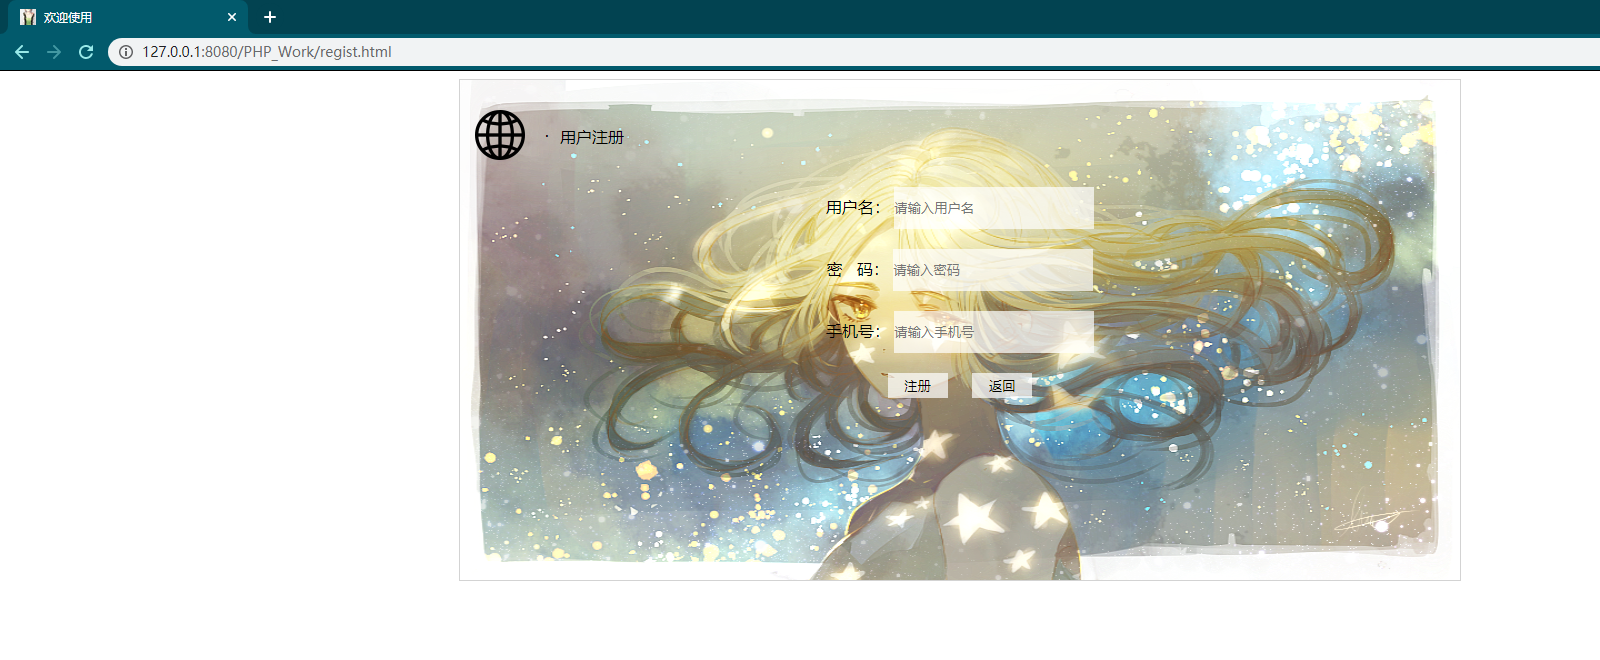 欢迎使用
127.0.0.1:8080/PHP_Work/regist.html
· 用户注册
用户名： 请输入用户名
密 码： 请输入密码
手机号： 请输入手机号
注册 返回